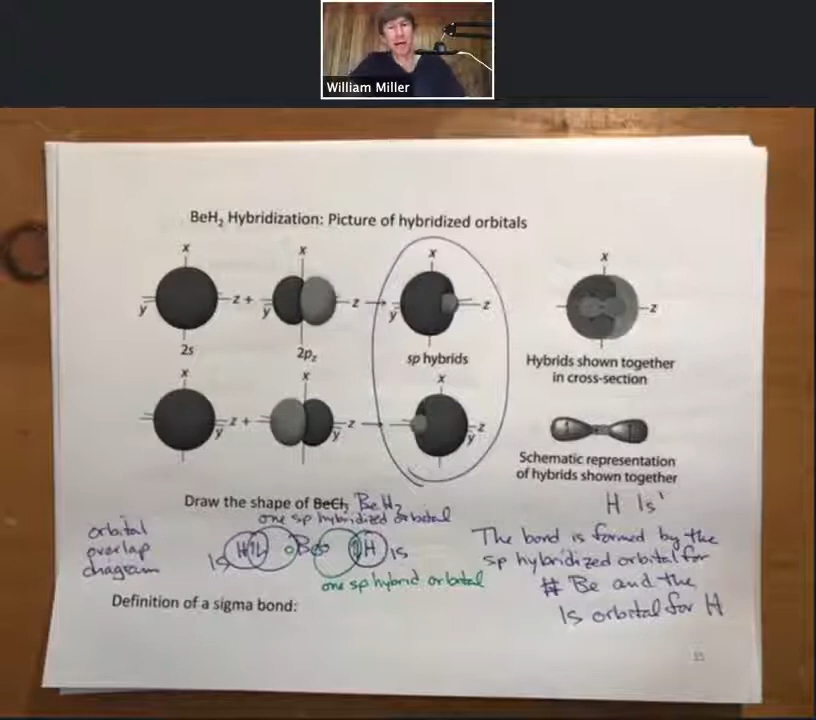 William Miller
BeH₂ Hybridization: Picture of hybridized orbitals
x x x x
y z + y z y z z
2s 2pz sp hybrids
Hybrids shown together
in cross-section
x x x
y z + y z y z
Schematic representation
of hybrids shown together
Draw the shape of BeCl₂ BeH₂
H 1s¹
one sp hybridized orbital
orbital
overlap
diagram
1s H Be H 1s
one sp hybrid orbital
The bond is formed by the
sp hybridized orbital for
Be and the
1s orbital for H
Definition of a sigma bond: